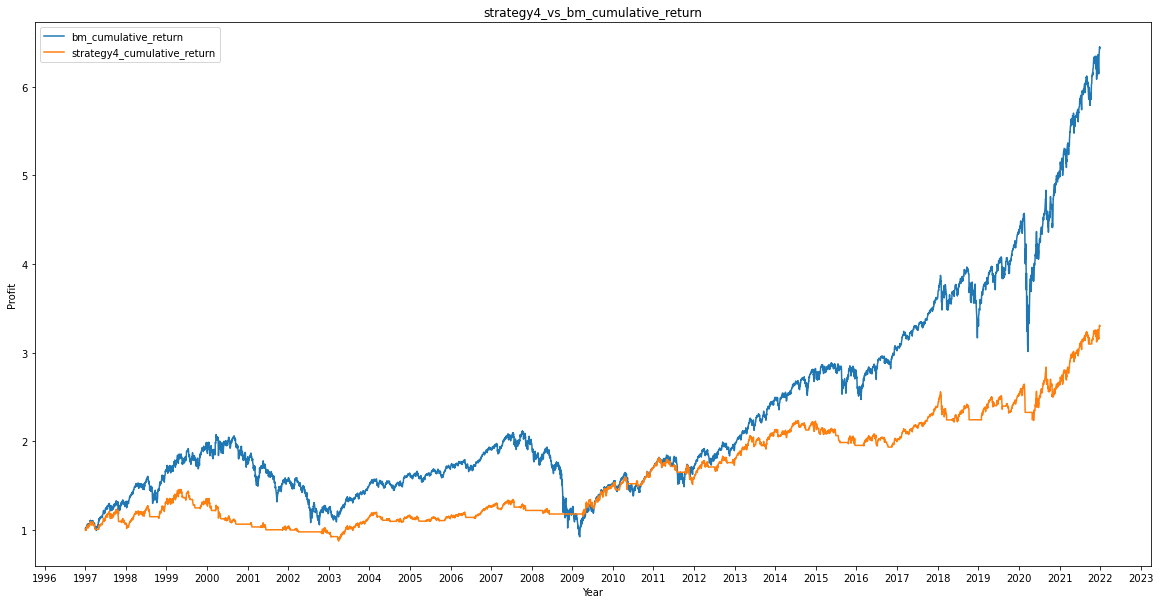 strategy4_vs_bm_cumulative_return
bm_cumulative_return
strategy4_cumulative_return
6
5
4
3
2
1
Profit
1996 1997 1998 1999 2000 2001 2002 2003 2004 2005 2006 2007 2008 2009 2010 2011 2012 2013 2014 2015 2016 2017 2018 2019 2020 2021 2022 2023
Year